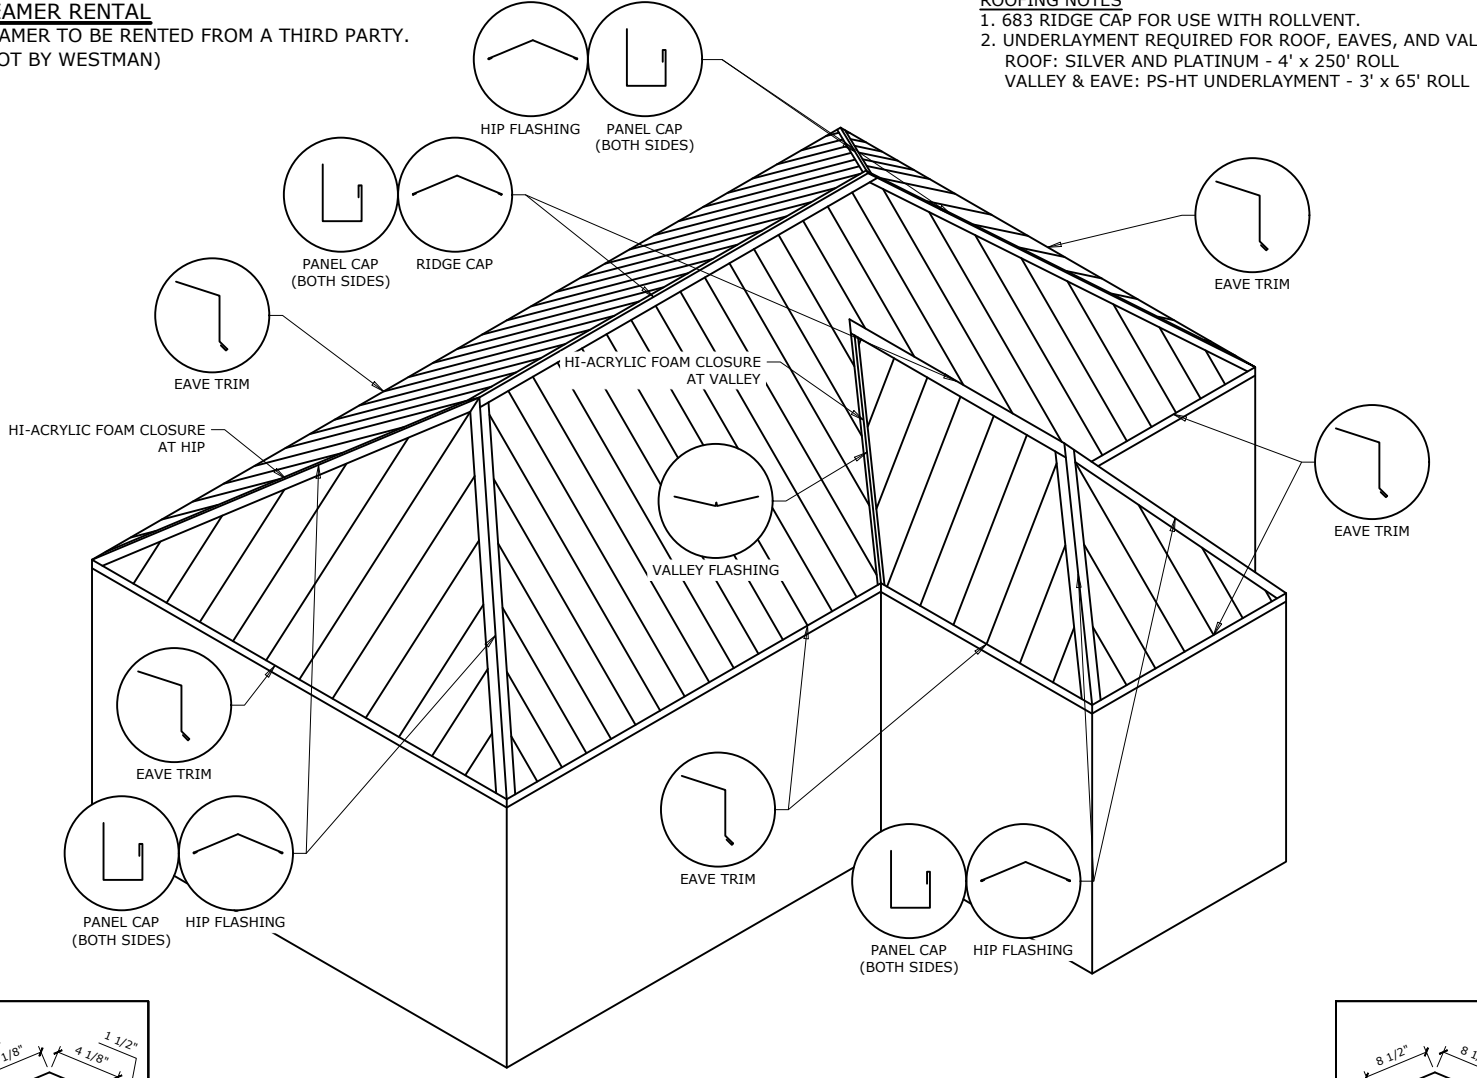 EAMER RENTAL
AMER TO BE RENTED FROM A THIRD PARTY.
OT BY WESTMAN)
ROOFING NOTES
1. 683 RIDGE CAP FOR USE WITH ROLLVENT.
2. UNDERLAYMENT REQUIRED FOR ROOF, EAVES, AND VAL
ROOF: SILVER AND PLATINUM - 4' x 250' ROLL
VALLEY & EAVE: PS-HT UNDERLAYMENT - 3' x 65' ROLL
HIP FLASHING
PANEL CAP
(BOTH SIDES)
PANEL CAP
(BOTH SIDES)
RIDGE CAP
EAVE TRIM
EAVE TRIM
HI-ACRYLIC FOAM CLOSURE
AT VALLEY
HI-ACRYLIC FOAM CLOSURE
AT HIP
EAVE TRIM
VALLEY FLASHING
EAVE TRIM
EAVE TRIM
PANEL CAP
(BOTH SIDES)
HIP FLASHING
PANEL CAP
(BOTH SIDES)
HIP FLASHING
1/8"
4 1/8"
1 1/2"
8 1/2"